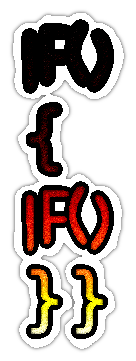 IF()
{
IF()
} }